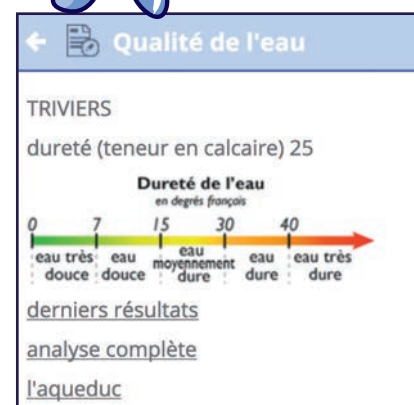 Qualité de l'eau
TRIVIERS
dureté (teneur en calcaire) 25
Dureté de l'eau
en degrés français
0 7 15 30 40
eau très douce
eau douce
eau moyennement dure
eau dure
eau très dure
derniers résultats
analyse complète
l'aqueduc